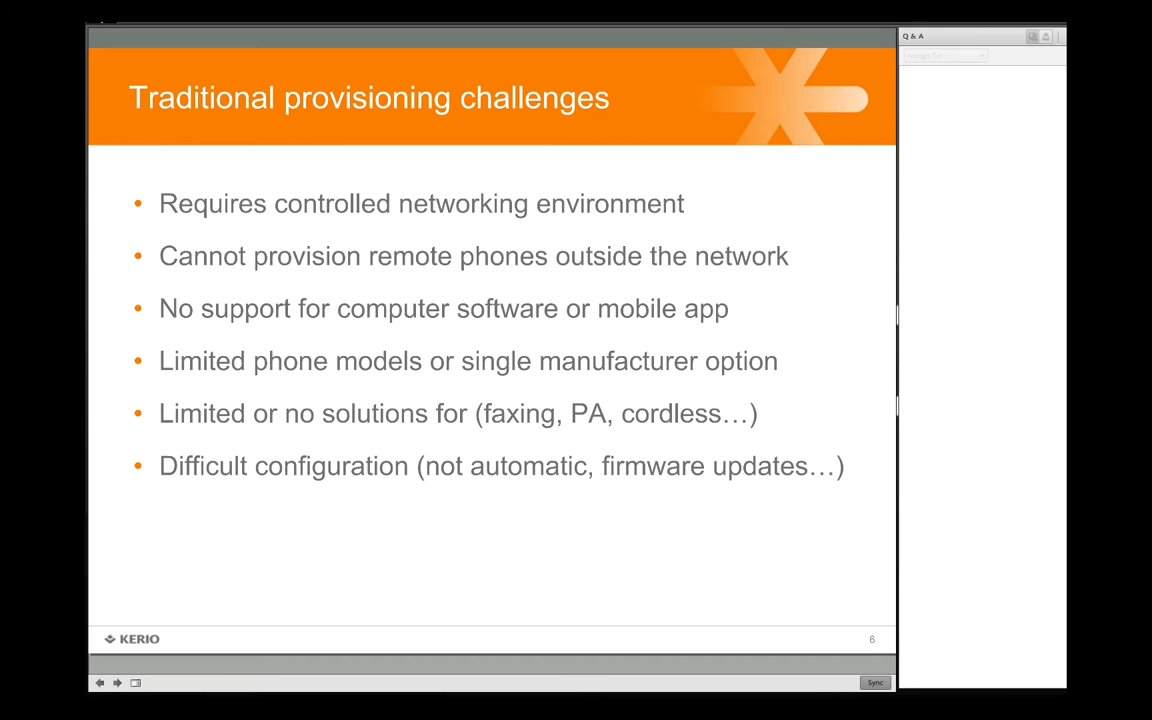 Q & A
Assign To
Traditional provisioning challenges
• Requires controlled networking environment
• Cannot provision remote phones outside the network
• No support for computer software or mobile app
• Limited phone models or single manufacturer option
• Limited or no solutions for (faxing, PA, cordless…)
• Difficult configuration (not automatic, firmware updates…)
KERIO
6
Sync